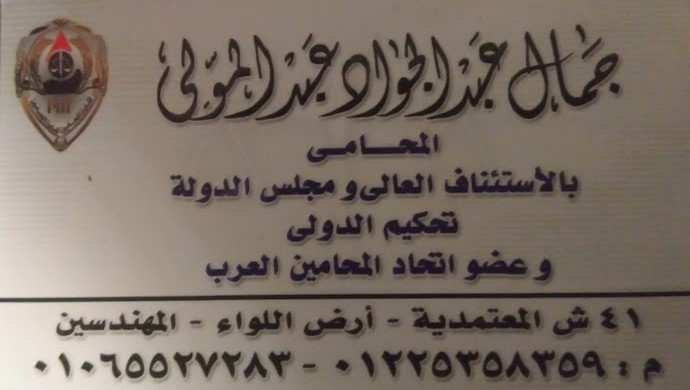 ١٩١٢
جمال عبد الجواد عبد المولى
المحامى
بالأستئناف العالى و مجلس الدولة
تحكيم الدولى
و عضو اتحاد المحامين العرب
٤١ ش المعتمدية - أرض اللواء - المهندسين
م : ٠١٢٢٥٣٥٨٣٥٩ - ٠١٠٦٥٥٢٧٢٨٣